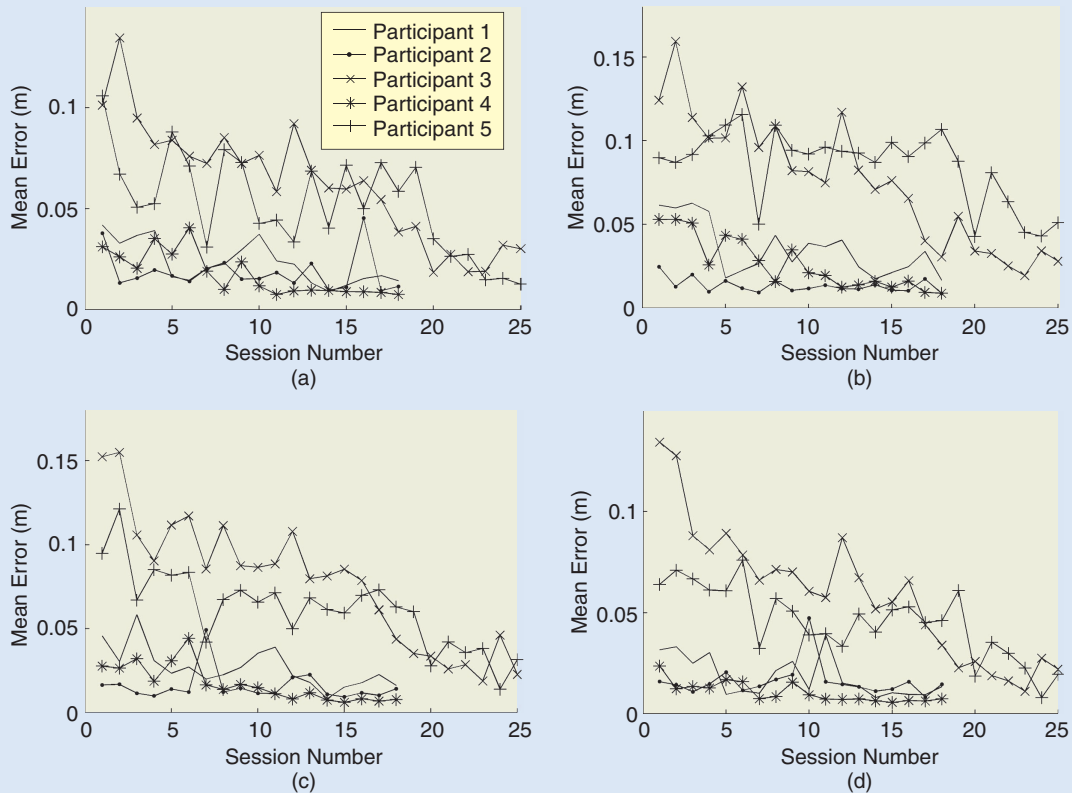 Mean Error (m)
0.1
0.05
0
0
5
10
15
20
25
Session Number
(a)
Participant 1
Participant 2
Participant 3
Participant 4
Participant 5
Mean Error (m)
0.15
0.1
0.05
0
0
5
10
15
20
25
Session Number
(b)
Mean Error (m)
0.15
0.1
0.05
0
0
5
10
15
20
25
Session Number
(c)
Mean Error (m)
0.1
0.05
0
0
5
10
15
20
25
Session Number
(d)